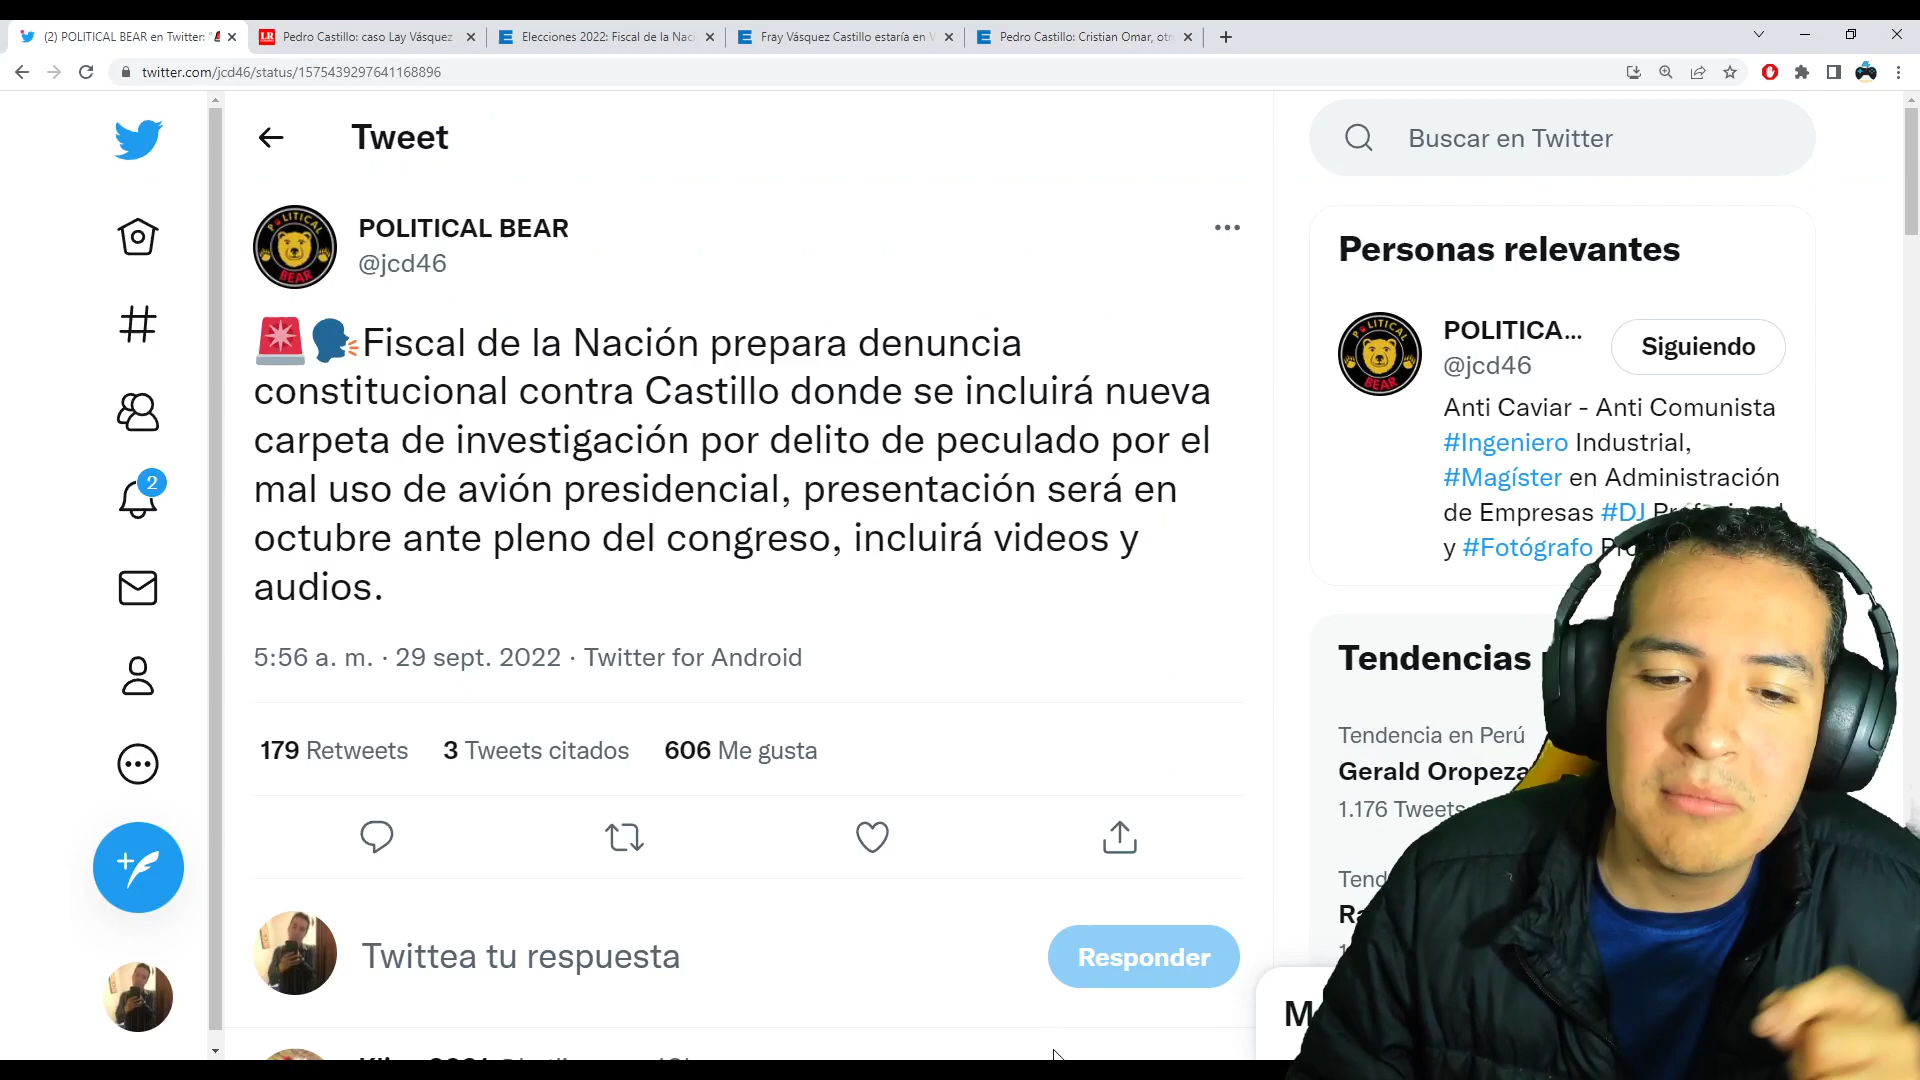 (2) POLITICAL BEAR en Twitter: "
Pedro Castillo: caso Lay Vásquez
Elecciones 2022: Fiscal de la Naci
Fray Vásquez Castillo estaría en V
Pedro Castillo: Cristian Omar, otr
twitter.com/jcd46/status/1575439297641168896
Tweet
Buscar en Twitter
POLITICAL BEAR
@jcd46
POLITICAL
BEAR
Fiscal de la Nación prepara denuncia
constitucional contra Castillo donde se incluirá nueva
carpeta de investigación por delito de peculado por el
mal uso de avión presidencial, presentación será en
octubre ante pleno del congreso, incluirá videos y
audios.
5:56 a. m. · 29 sept. 2022 · Twitter for Android
179 Retweets 3 Tweets citados 606 Me gusta
2
Twittea tu respuesta
Responder
Personas relevantes
POLITICAL
BEAR
POLITICA...
@jcd46
Siguiendo
Anti Caviar - Anti Comunista
#Ingeniero Industrial,
#Magíster en Administración
de Empresas #DJ
y #Fotógrafo
Tendencias
Tendencia en Perú
Gerald Oropeza
1.176 Tweets
Tend